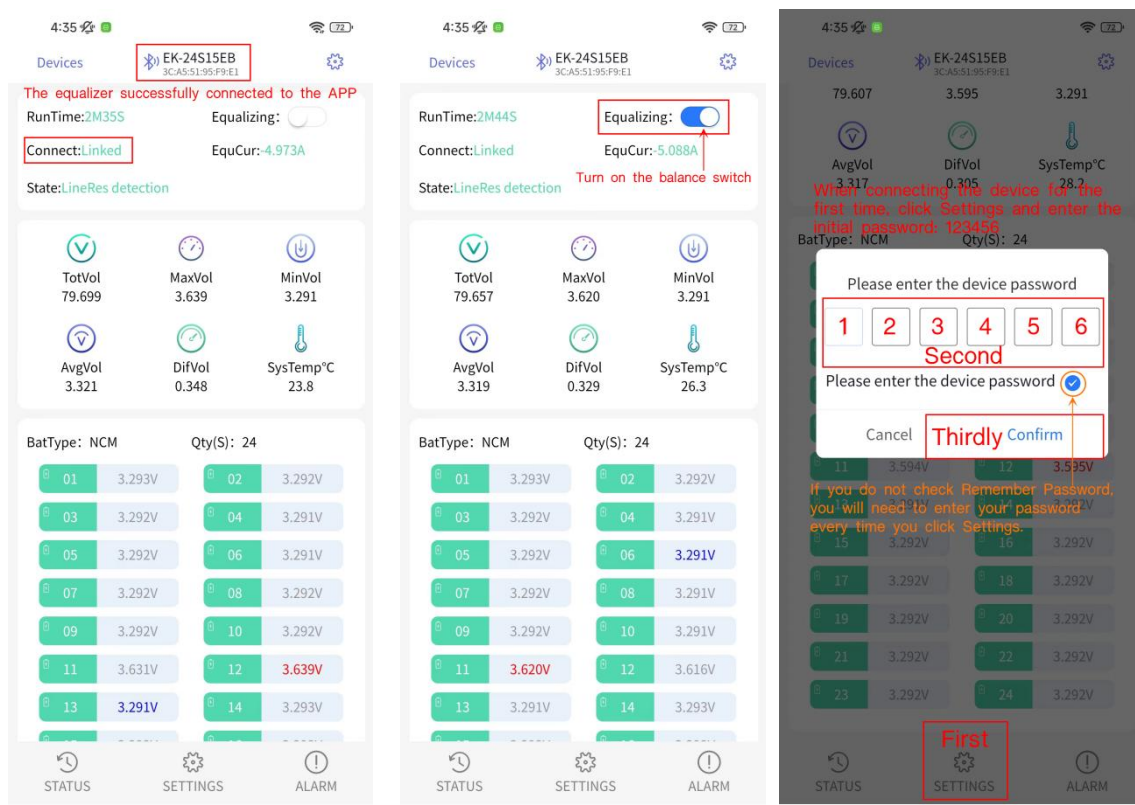 4:35
72
Devices
EK-24S15EB
3C:A5:51:95:F9:E1
The equalizer successfully connected to the APP
RunTime:2M35S
Equalizing:
Connect:Linked
EquCur:-4.973A
State:LineRes detection
TotVol
MaxVol
MinVol
79.699
3.639
3.291
AvgVol
DifVol
SysTemp°C
3.321
0.348
23.8
BatType: NCM
Qty(S): 24
01 3.293V
02 3.292V
03 3.292V
04 3.291V
05 3.292V
06 3.291V
07 3.292V
08 3.292V
09 3.292V
10 3.292V
11 3.631V
12 3.639V
13 3.291V
14 3.293V
STATUS
SETTINGS
ALARM
4:35
72
Devices
EK-24S15EB
3C:A5:51:95:F9:E1
RunTime:2M44S
Equalizing:
Connect:Linked
EquCur:-5.088A
Turn on the balance switch
State:LineRes detection
TotVol
MaxVol
MinVol
79.657
3.620
3.291
AvgVol
DifVol
SysTemp°C
3.319
0.329
26.3
BatType: NCM
Qty(S): 24
01 3.293V
02 3.292V
03 3.292V
04 3.291V
05 3.292V
06 3.291V
07 3.292V
08 3.291V
09 3.292V
10 3.291V
11 3.620V
12 3.616V
13 3.291V
14 3.293V
STATUS
SETTINGS
ALARM
4:35
72
Devices
EK-24S15EB
3C:A5:51:95:F9:E1
79.607
3.595
3.291
AvgVol
DifVol
SysTemp°C
3.317
0.305
28.2
When connecting the device for the
first time, click Settings and enter the
initial password: 123456
BatType: NCM
Qty(S): 24
Please enter the device password
1 2 3 4 5 6
Second
Please enter the device password
Cancel
Thirdly
Confirm
11 3.594V
12 3.595V
If you do not check Remember Password,
you will need to enter your password
every time you click Settings.
15 3.292V
16 3.292V
17 3.292V
18 3.292V
19 3.292V
20 3.292V
21 3.292V
22 3.292V
23 3.292V
24 3.292V
First
STATUS
SETTINGS
ALARM